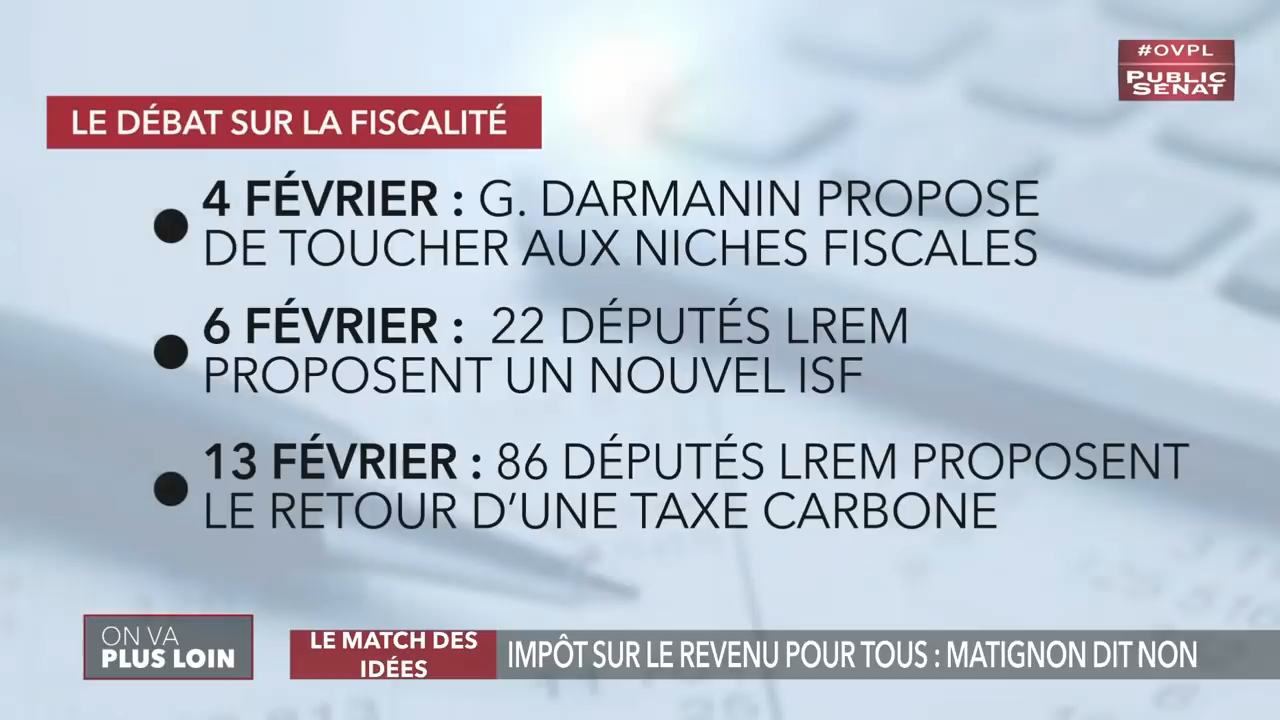 #OVPL
PUBLIC
SÉNAT
LE DÉBAT SUR LA FISCALITÉ
4 FÉVRIER : G. DARMANIN PROPOSE
DE TOUCHER AUX NICHES FISCALES
6 FÉVRIER : 22 DÉPUTÉS LREM
PROPOSENT UN NOUVEL ISF
13 FÉVRIER : 86 DÉPUTÉS LREM PROPOSENT
LE RETOUR D’UNE TAXE CARBONE
ON VA
PLUS LOIN
LE MATCH DES
IDÉES
IMPÔT SUR LE REVENU POUR TOUS : MATIGNON DIT NON